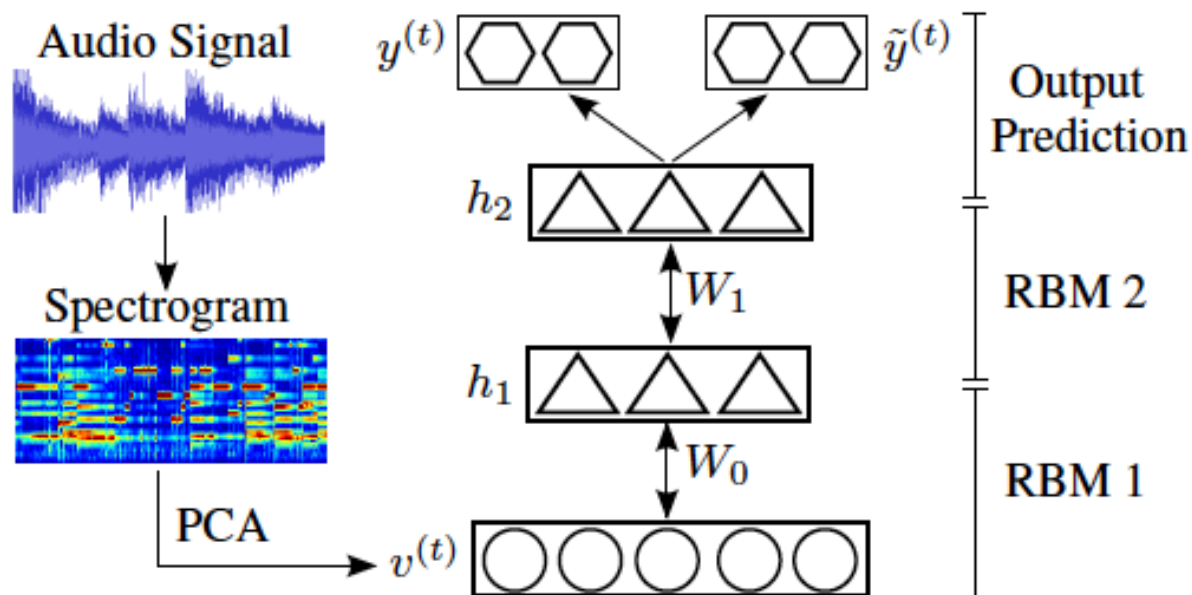 Audio Signal
Spectrogram
PCA
y^{(t)}
ỹ^{(t)}
h_2
W_1
h_1
W_0
v^{(t)}
Output
Prediction
RBM 2
RBM 1